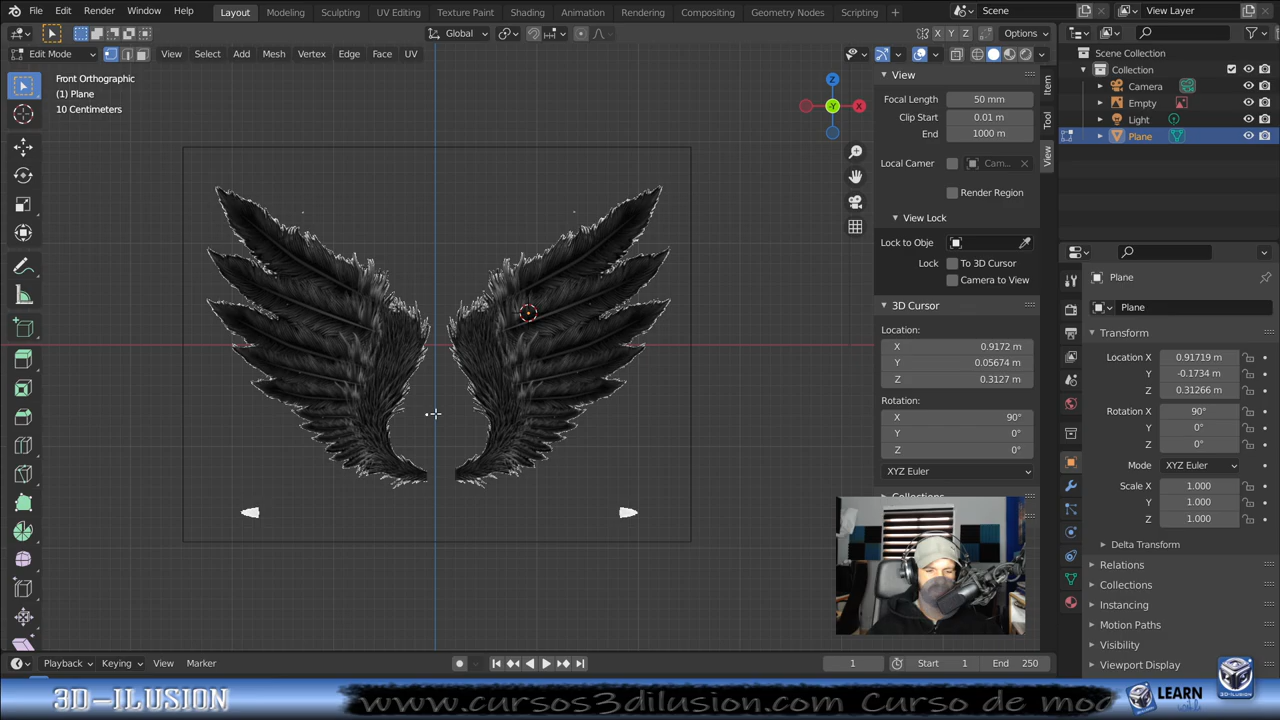 File Edit Render Window Help Layout Modeling Sculpting UV Editing Texture Paint Shading Animation Rendering Compositing Geometry Nodes Scripting + Scene View Layer
Global X Y Z Options
Edit Mode View Select Add Mesh Vertex Edge Face UV
Front Orthographic
(1) Plane
10 Centimeters
Z
Y
X
View
Focal Length 50 mm
Clip Start 0.01 m
End 1000 m
Local Camer Cam...
Render Region
View Lock
Lock to Obje
Lock To 3D Cursor
Camera to View
3D Cursor
Location:
X 0.9172 m
Y 0.05674 m
Z 0.3127 m
Rotation:
X 90°
Y 0°
Z 0°
XYZ Euler
Collections
Item
Tool
View
Scene Collection
Collection
Camera
Empty
Light
Plane
Plane
Plane
Transform
Location X 0.91719 m
Y -0.1734 m
Z 0.31266 m
Rotation X 90°
Y 0°
Z 0°
Mode XYZ Euler
Scale X 1.000
Y 1.000
Z 1.000
Delta Transform
Relations
Collections
Instancing
Motion Paths
Visibility
Viewport Display
Playback Keying View Marker 1 Start 1 End 250
3D-ILUSION www.cursos3dilusion.com Curso de mod LEARN